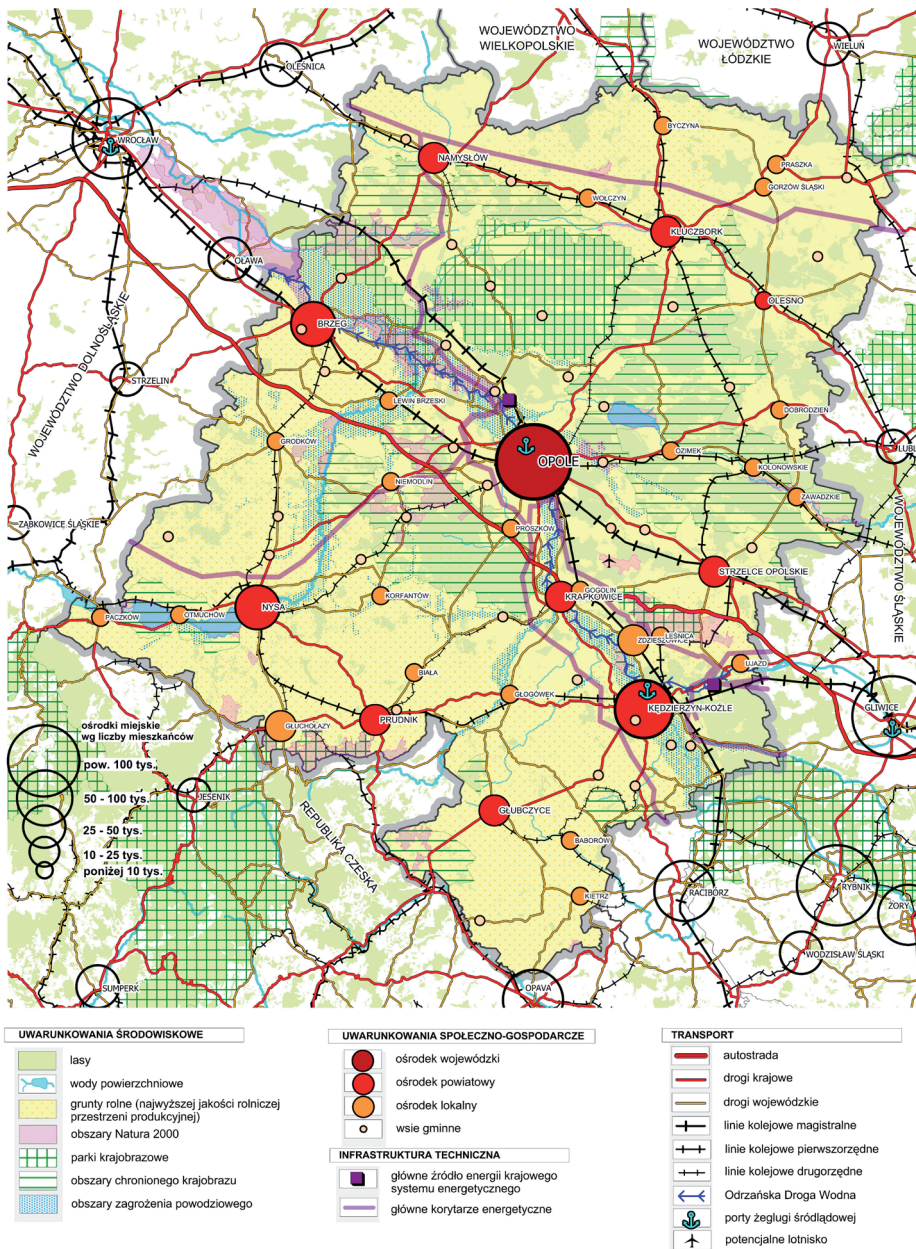 WOJEWÓDZTWO
WIELKOPOLSKIE
WOJEWÓDZTWO
ŁÓDZKIE
WIELUŃ
OLEŚNICA
WROCŁAW
BYCZYNA
NAMYSŁÓW
PRASZKA
GORZÓW ŚLĄSKI
WOŁCZYN
KLUCZBORK
OŁAWA
OLESNO
BRZEG
WOJEWÓDZTWO DOLNOŚLĄSKIE
STRZELIN
LEWIN BRZESKI
DOBRODZIEŃ
GRODKÓW
OZIMEK
LUBL
OPOLE
KOLONOWSKIE
NIEMODLIN
ZAWADZKIE
ZĄBKOWICE ŚLĄSKIE
PRÓSZKÓW
WOJEWÓDZTWO ŚLĄSKIE
STRZELCE OPOLSKIE
GOGOLIN
KRAPKOWICE
KORFANTÓW
NYSA
OTMUCHÓW
PACZKÓW
ZDZIESZOWICE
LEŚNICA
UJAZD
BIAŁA
GŁOGÓWEK
KĘDZIERZYN-KOŹLE
GLIWICE
PRUDNIK
GŁUCHOŁAZY
ośrodki miejskie
wg liczby mieszkańców
pow. 100 tys.
50 - 100 tys.
25 - 50 tys.
10 - 25 tys.
poniżej 10 tys.
JESENIK
REPUBLIKA CZESKA
GŁUBCZYCE
BABORÓW
KIETRZ
RACIBÓRZ
RYBNIK
ŻORY
WODZISŁAW ŚLĄSKI
SUMPERK
OPAVA
UWARUNKOWANIA ŚRODOWISKOWE
lasy
wody powierzchniowe
grunty rolne (najwyższej jakości rolniczej
przestrzeni produkcyjnej)
obszary Natura 2000
parki krajobrazowe
obszary chronionego krajobrazu
obszary zagrożenia powodziowego
UWARUNKOWANIA SPOŁECZNO-GOSPODARCZE
ośrodek wojewódzki
ośrodek powiatowy
ośrodek lokalny
wsie gminne
INFRASTRUKTURA TECHNICZNA
główne źródło energii krajowego
systemu energetycznego
główne korytarze energetyczne
TRANSPORT
autostrada
drogi krajowe
drogi wojewódzkie
linie kolejowe magistralne
linie kolejowe pierwszorzędne
linie kolejowe drugorzędne
Odrzańska Droga Wodna
porty żeglugi śródlądowej
potencjalne lotnisko